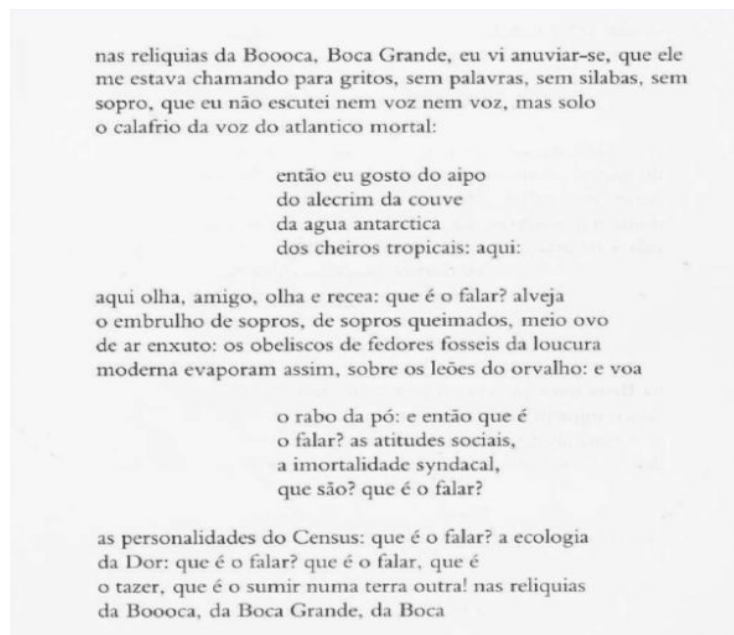 nas reliquias da Boooca, Boca Grande, eu vi anuviar-se, que ele
me estava chamando para gritos, sem palavras, sem silabas, sem
sopro, que eu não escutei nem voz nem voz, mas solo
o calafrio da voz do atlantico mortal:
então eu gosto do aipo
do alecrim da couve
da agua antarctica
dos cheiros tropicais: aqui:
aqui olha, amigo, olha e recea: que é o falar? alveja
o embrulho de sopros, de sopros queimados, meio ovo
de ar enxuto: os obeliscos de fedores fosseis da loucura
moderna evaporam assim, sobre os leões do orvalho: e voa
o rabo da pó: e então que é
o falar? as atitudes sociais,
a imortalidade syndacal,
que são? que é o falar?
as personalidades do Census: que é o falar? a ecologia
da Dor: que é o falar? que é o falar, que é
o tazer, que é o sumir numa terra outra! nas reliquias
da Boooca, da Boca Grande, da Boca